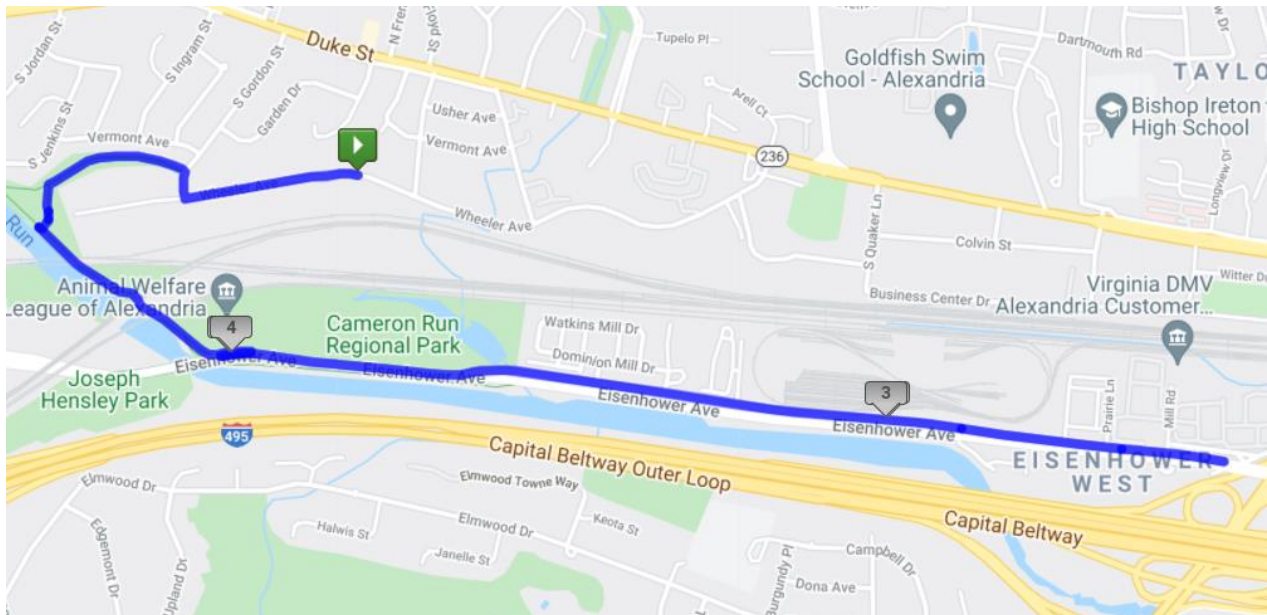 S Jordan St
S Ingram St
S Gordon St
Garden Dr
N Fren
Floyd St
Duke St
Tupelo Pl
Goldfish Swim
School - Alexandria
Dartmouth Rd
TAYLO
Bishop Ireton
High School
Arell Ct
Usher Ave
Vermont Ave
S Jenkins St
Vermont Ave
236
Longview Dr
Wheeler Ave
Wheeler Ave
S Quaker Ln
Colvin St
Run
Witter D
Animal Welfare
League of Alexandria
Business Center Dr
Virginia DMV
Alexandria Customer...
4
Cameron Run
Regional Park
Watkins Mill Dr
Dominion Mill Dr
Eisenhower Ave
Eisenhower Ave
Joseph
Hensley Park
Eisenhower Ave
3
Eisenhower Ave
Prairie Ln
Mill Rd
495
Capital Beltway Outer Loop
EISENHOWER
WEST
Elmwood Dr
Elmwood Towne Way
Capital Beltway
Edgemont Dr
Upland Dr
Halwis St
Elmwood Dr
Keota St
Janelle St
Burgundy Pl
Campbell Dr
Dona Ave